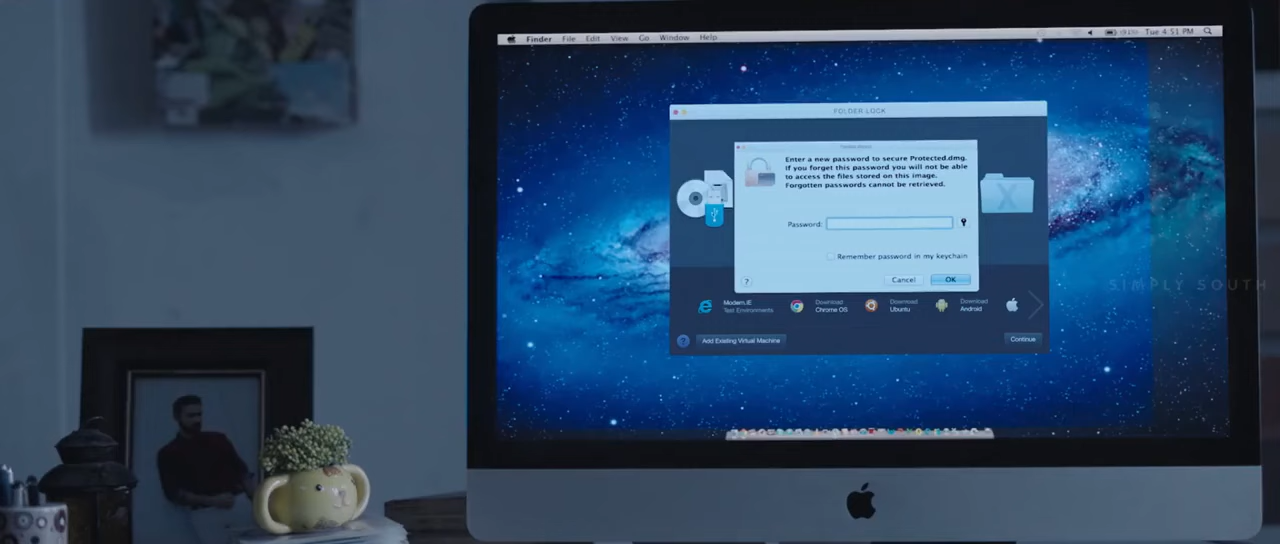 Finder File Edit View Go Window Help
Tue 4:51 PM
FOLDER LOCK
Enter a new password to secure Protected.dmg.
If you forget this password you will not be able
to access the files stored on this image.
Forgotten passwords cannot be retrieved.
Password:
Remember password in my keychain
?
Cancel
OK
Modern.IE
Test Environments
Download
Chrome OS
Download
Ubuntu
Download
Android
?
Add Existing Virtual Machine
Continue
SIMPLY SOUTH